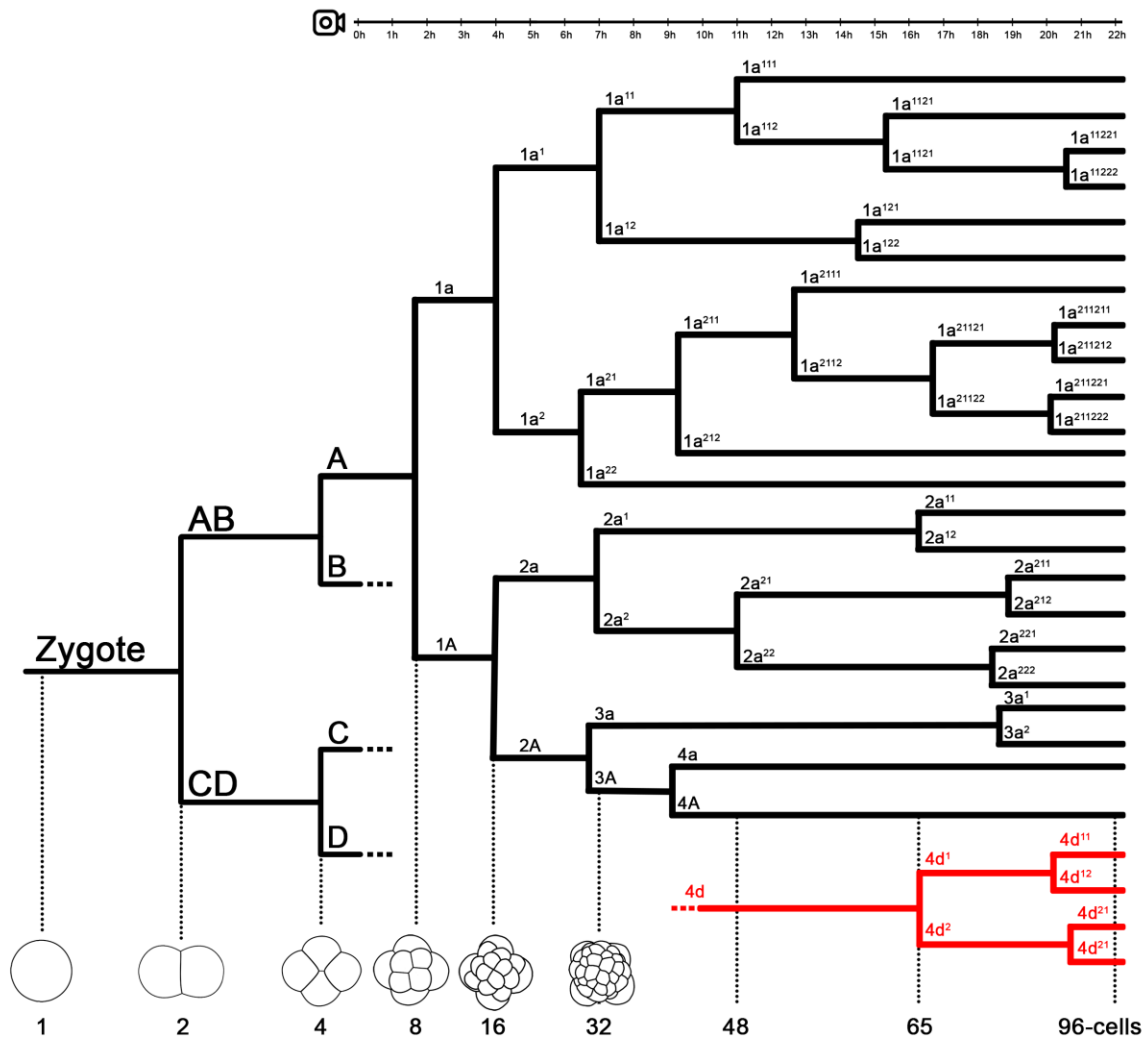 0h 1h 2h 3h 4h 5h 6h 7h 8h 9h 10h 11h 12h 13h 14h 15h 16h 17h 18h 19h 20h 21h 22h
1a¹¹¹
1a¹¹
1a¹¹²¹
1a¹¹²
1a¹¹²²¹
1a¹
1a¹¹²¹
1a¹¹²²²
1a¹²¹
1a¹²
1a¹²²
1a²¹¹¹
1a
1a²¹¹
1a²¹¹²¹
1a²¹¹²¹¹
1a²¹¹²¹²
1a²¹¹²
1a²¹
1a²¹¹²²
1a²¹¹²²¹
1a²
1a²¹¹²²²
1a²¹²
A
1a²²
2a¹¹
AB
2a¹
2a¹²
B
2a
2a²¹
2a²¹¹
2a²¹²
2a²
Zygote
1A
2a²²
2a²²¹
2a²²²
3a¹
3a
C
2A
3a²
4a
CD
3A
4A
D
4d¹
4d¹¹
4d¹²
4d
4d²
4d²¹
4d²¹
1 2 4 8 16 32 48 65 96-cells